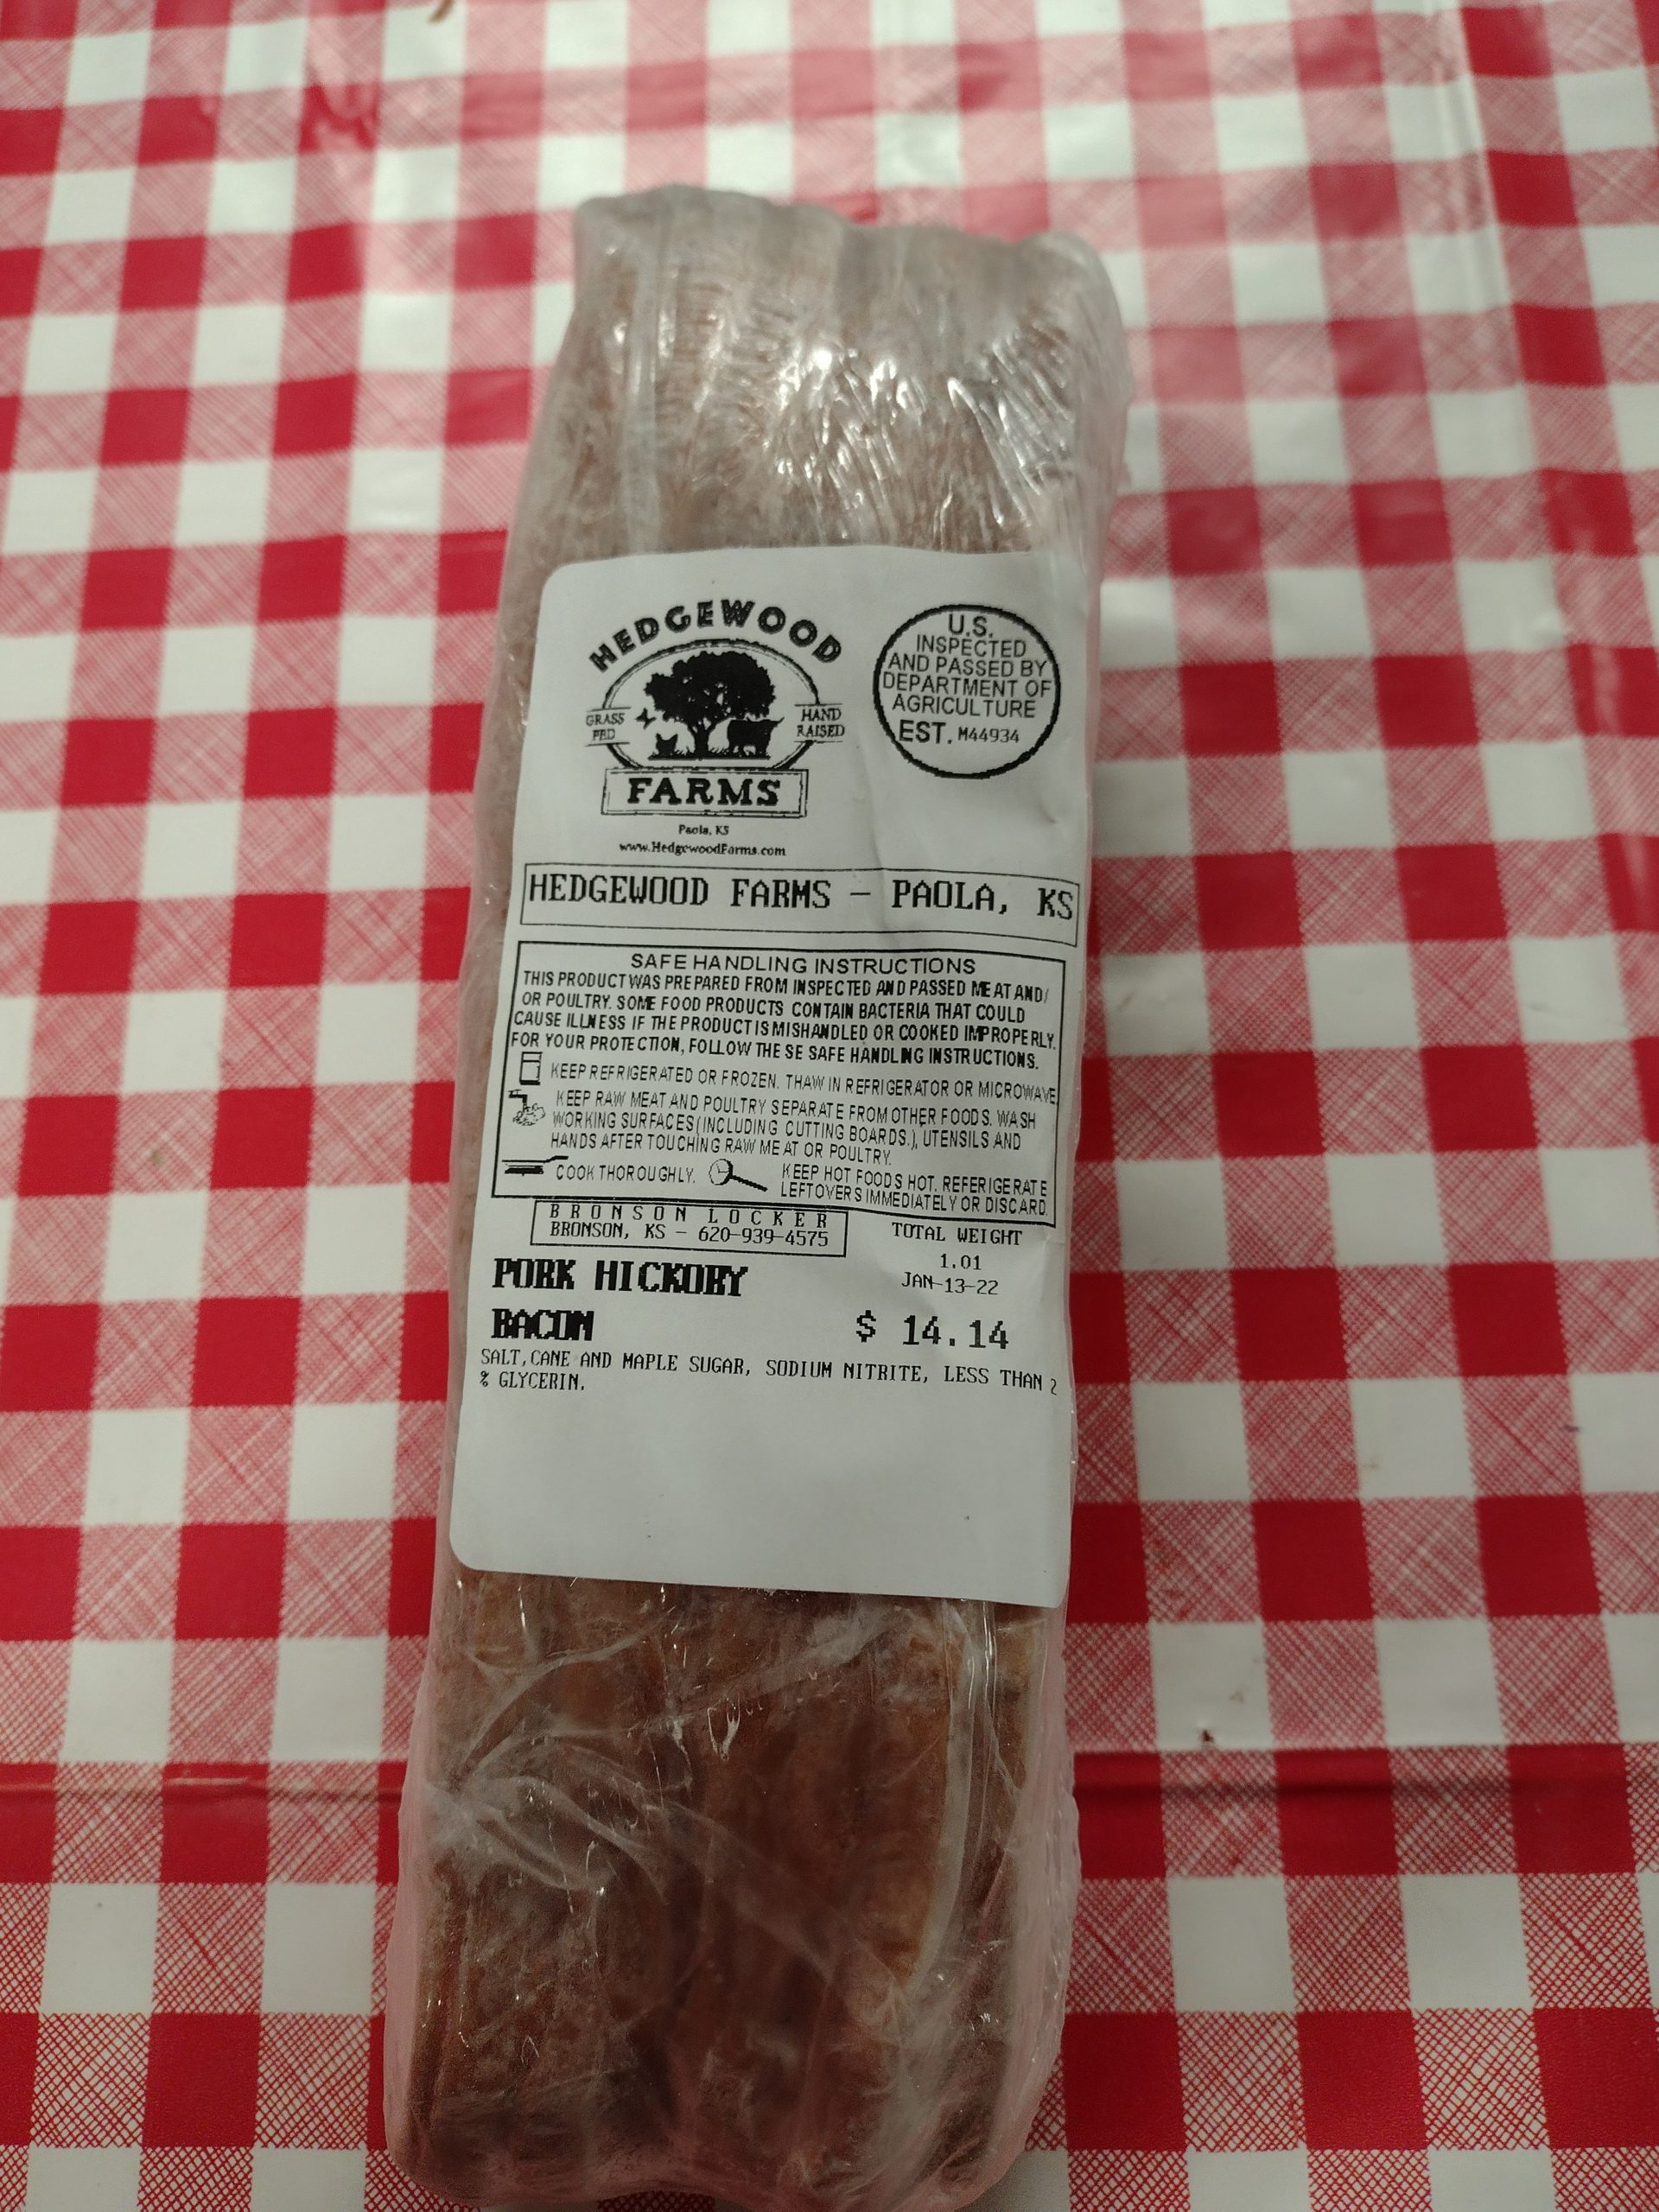 HEDGEWOOD
GRASS FED
HAND RAISED
FARMS
Paola, KS
www.HedgewoodFarms.com
U.S.
INSPECTED
AND PASSED BY
DEPARTMENT OF
AGRICULTURE
EST. M44934
HEDGEWOOD FARMS - PAOLA, KS
SAFE HANDLING INSTRUCTIONS
THIS PRODUCT WAS PREPARED FROM INSPECTED AND PASSED MEAT AND/
OR POULTRY. SOME FOOD PRODUCTS CONTAIN BACTERIA THAT COULD
CAUSE ILLNESS IF THE PRODUCT IS MISHANDLED OR COOKED IMPROPERLY.
FOR YOUR PROTECTION, FOLLOW THESE SAFE HANDLING INSTRUCTIONS.
KEEP REFRIGERATED OR FROZEN. THAW IN REFRIGERATOR OR MICROWAVE
KEEP RAW MEAT AND POULTRY SEPARATE FROM OTHER FOODS. WASH
WORKING SURFACES (INCLUDING CUTTING BOARDS.), UTENSILS AND
HANDS AFTER TOUCHING RAW MEAT OR POULTRY.
COOK THOROUGHLY.
KEEP HOT FOODS HOT. REFERIGERATE
LEFTOVERS IMMEDIATELY OR DISCARD.
BRONSON LOCKER
BRONSON, KS - 620-939-4575
TOTAL WEIGHT
1.01
JAN-13-22
PORK HICKORY
BACON
$ 14.14
SALT,CANE AND MAPLE SUGAR, SODIUM NITRITE, LESS THAN 2
% GLYCERIN.